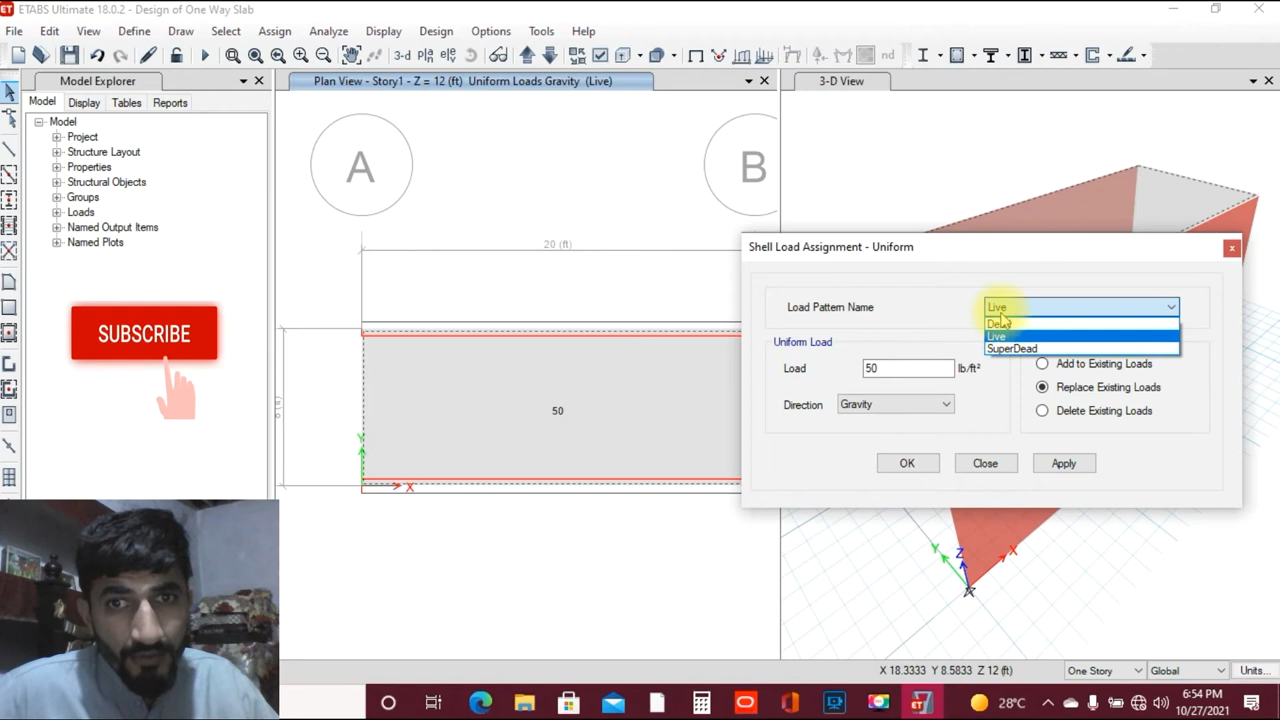 ETABS Ultimate 18.0.2 - Design of One Way Slab
File Edit View Define Draw Select Assign Analyze Display Design Options Tools Help
3-d nd
Model Explorer
Model Display Tables Reports
Model
Project
Structure Layout
Properties
Structural Objects
Groups
Loads
Named Output Items
Named Plots
SUBSCRIBE
Plan View - Story1 - Z = 12 (ft) Uniform Loads Gravity (Live)
A
B
20 (ft)
50
Y
X
3-D View
Shell Load Assignment - Uniform
Load Pattern Name
Live
Live
SuperDead
Uniform Load
Load 50 lb/ft²
Direction Gravity
Add to Existing Loads
Replace Existing Loads
Delete Existing Loads
OK Close Apply
Y Z X
X 18.3333 Y 8.5833 Z 12 (ft)
One Story Global Units...
28°C
6:54 PM
10/27/2021